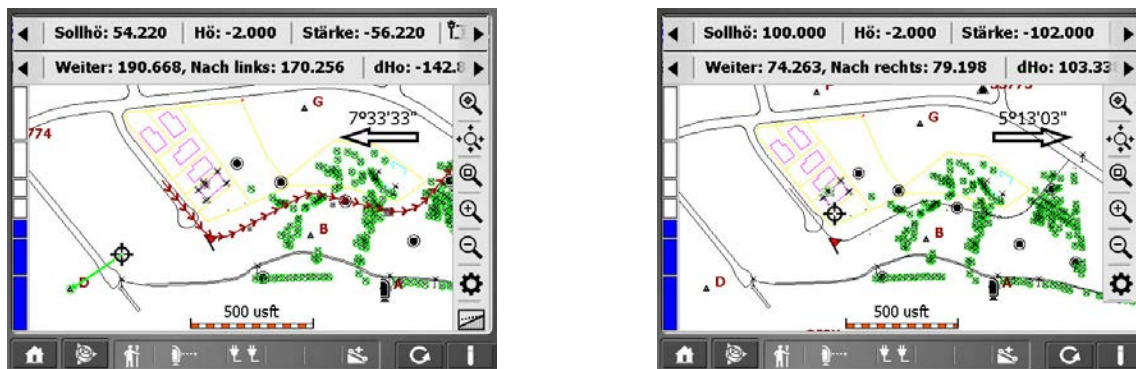 Sollhö: 54.220 Hö: -2.000 Stärke: -56.220
Weiter: 190.668, Nach links: 170.256 dHo: -142.8
G
774
7°33'33"
B
D
A
500 usft
Sollhö: 100.000 Hö: -2.000 Stärke: -102.000
Weiter: 74.263, Nach rechts: 79.198 dHo: 103.33
G
5°13'03"
B
D
A
500 usft